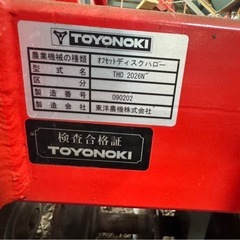 TOYONOKI
農業機械の種類 オフセットディスクハロー
型式名 THO 2026N
区分
製造番号 090202
製造業者 東洋農機株式会社
検査合格証
TOYONOKI